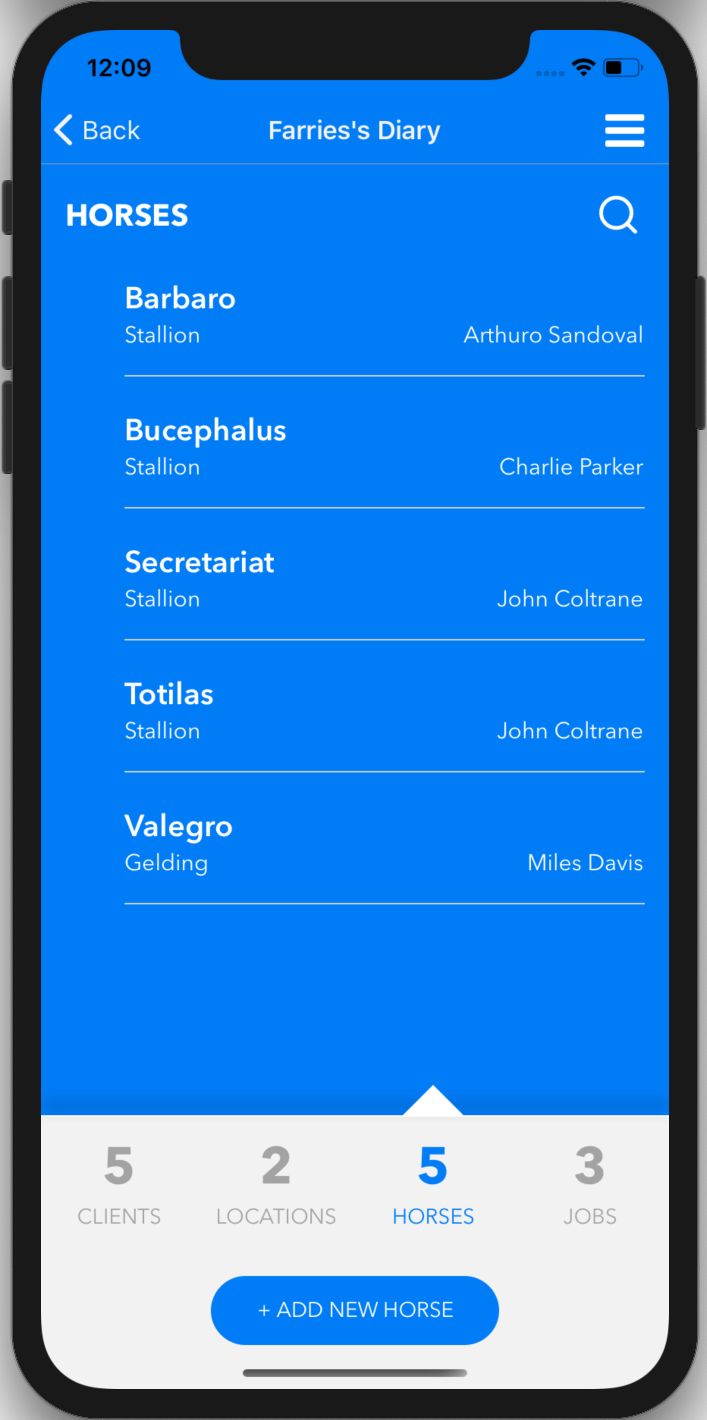 12:09
Back Farries's Diary
HORSES
Barbaro
Stallion Arthuro Sandoval
Bucephalus
Stallion Charlie Parker
Secretariat
Stallion John Coltrane
Totilas
Stallion John Coltrane
Valegro
Gelding Miles Davis
5 2 5 3
CLIENTS LOCATIONS HORSES JOBS
+ ADD NEW HORSE